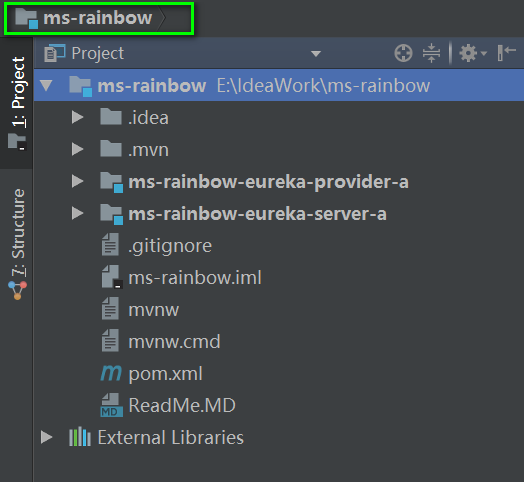 ms-rainbow
1: Project
7: Structure
Project
ms-rainbow E:\IdeaWork\ms-rainbow
.idea
.mvn
ms-rainbow-eureka-provider-a
ms-rainbow-eureka-server-a
.gitignore
ms-rainbow.iml
mvnw
mvnw.cmd
m pom.xml
MD ReadMe.MD
External Libraries